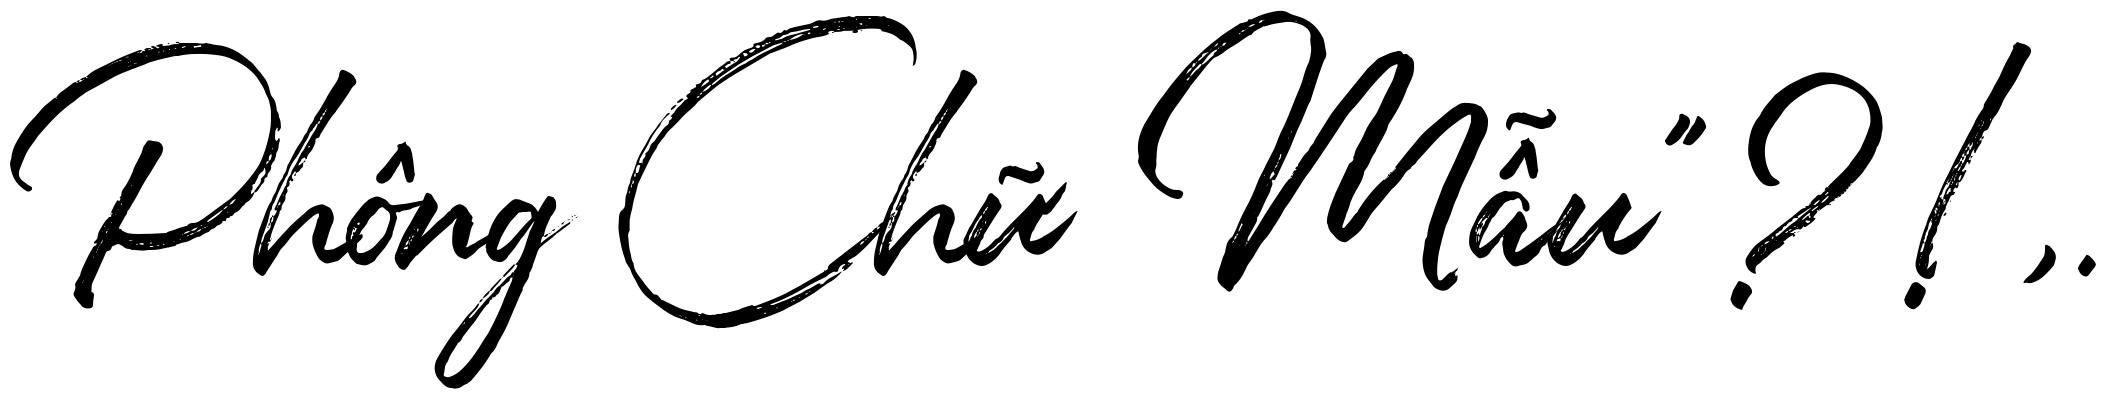 Phông Chữ Mẫu " ? ! , .